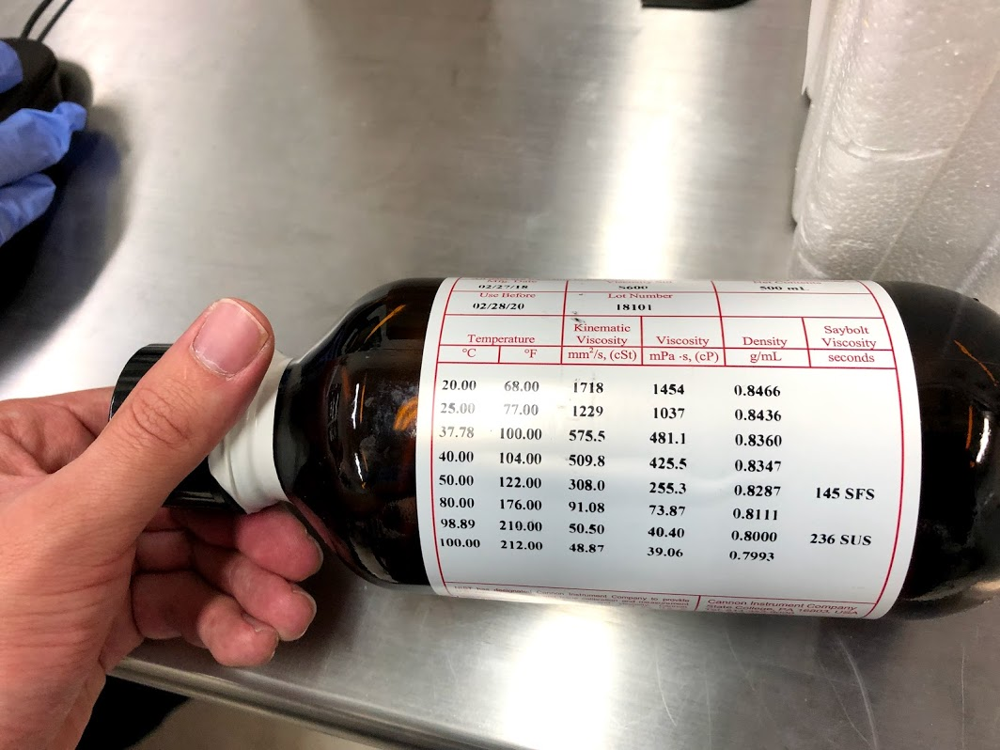 02/27/18 S600 500 mL
Use Before Lot Number
02/28/20 18101
Temperature Kinematic Viscosity Viscosity Density Saybolt Viscosity
°C °F mm²/s, (cSt) mPa ·s, (cP) g/mL seconds
20.00 68.00 1718 1454 0.8466
25.00 77.00 1229 1037 0.8436
37.78 100.00 575.5 481.1 0.8360
40.00 104.00 509.8 425.5 0.8347
50.00 122.00 308.0 255.3 0.8287 145 SFS
80.00 176.00 91.08 73.87 0.8111
98.89 210.00 50.50 40.40 0.8000 236 SUS
100.00 212.00 48.87 39.06 0.7993
NIST has designated Cannon Instrument Company to provide
Cannon Instrument Company
State College, PA 16803, USA